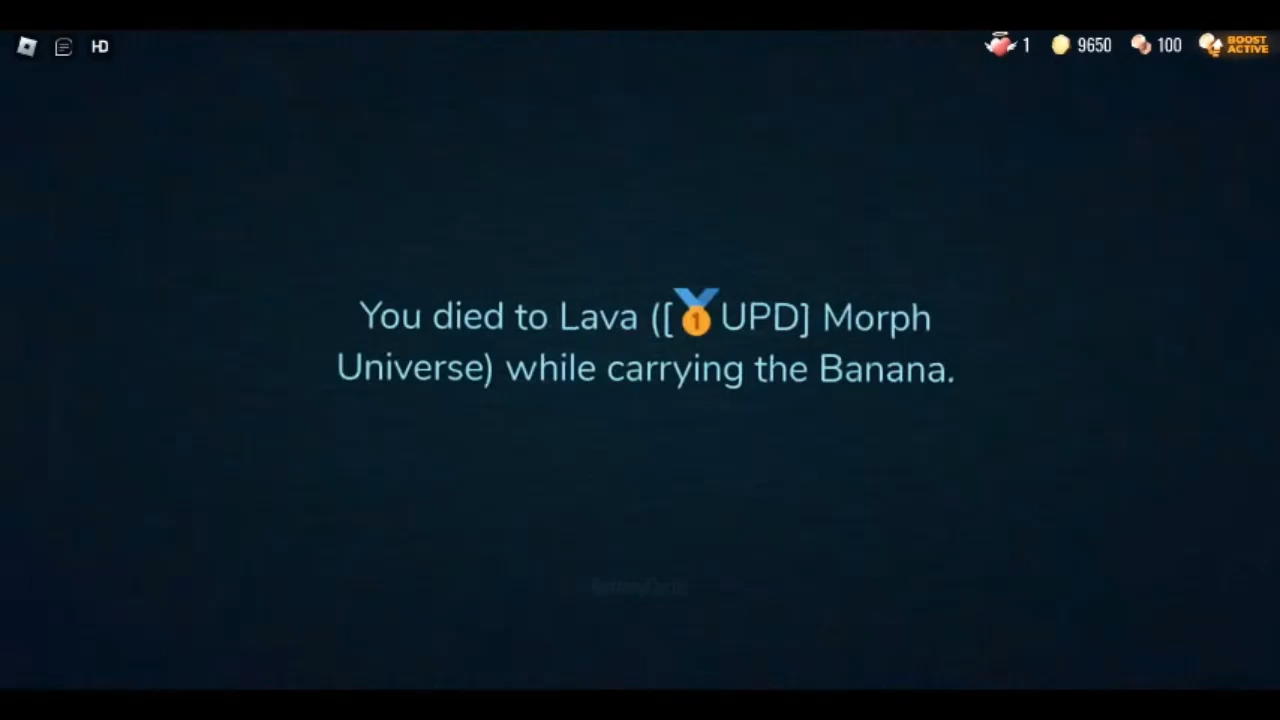 HD
1
9650
100
BOOST
ACTIVE
You died to Lava ([🥇UPD] Morph
Universe) while carrying the Banana.